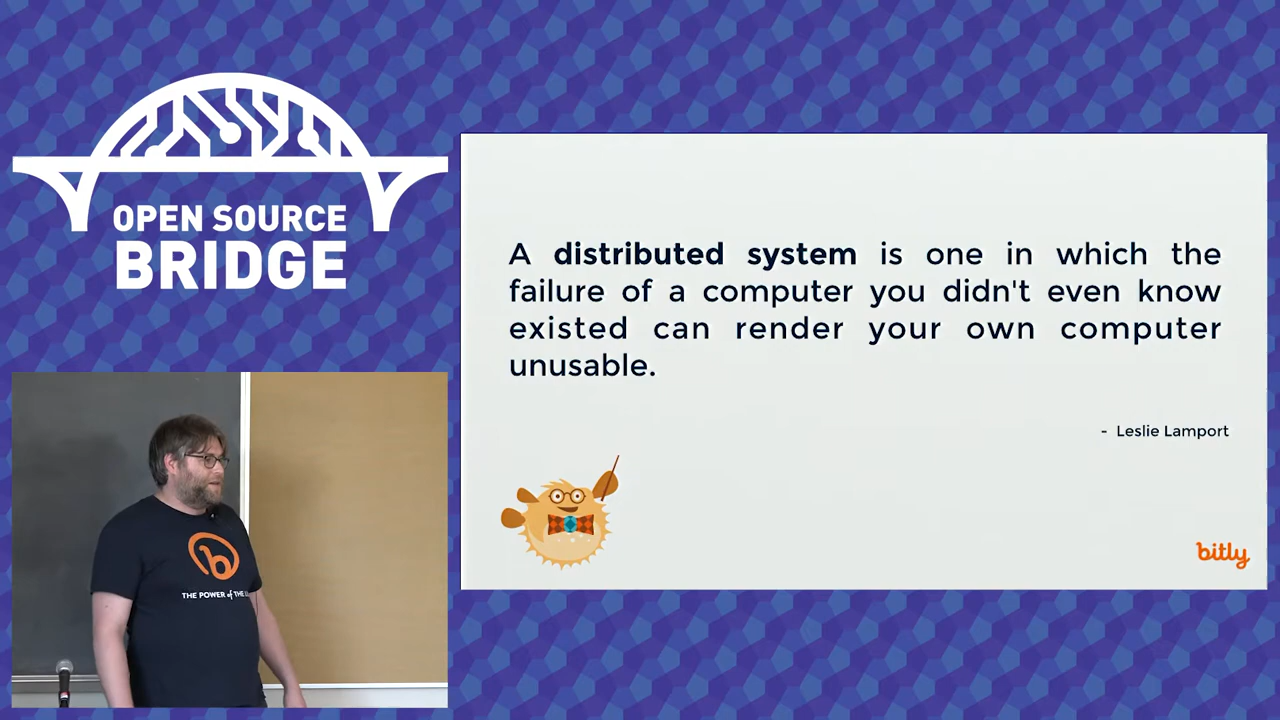 OPEN SOURCE
BRIDGE
A distributed system is one in which the
failure of a computer you didn't even know
existed can render your own computer
unusable.
- Leslie Lamport
bitly
b
THE POWER of THE